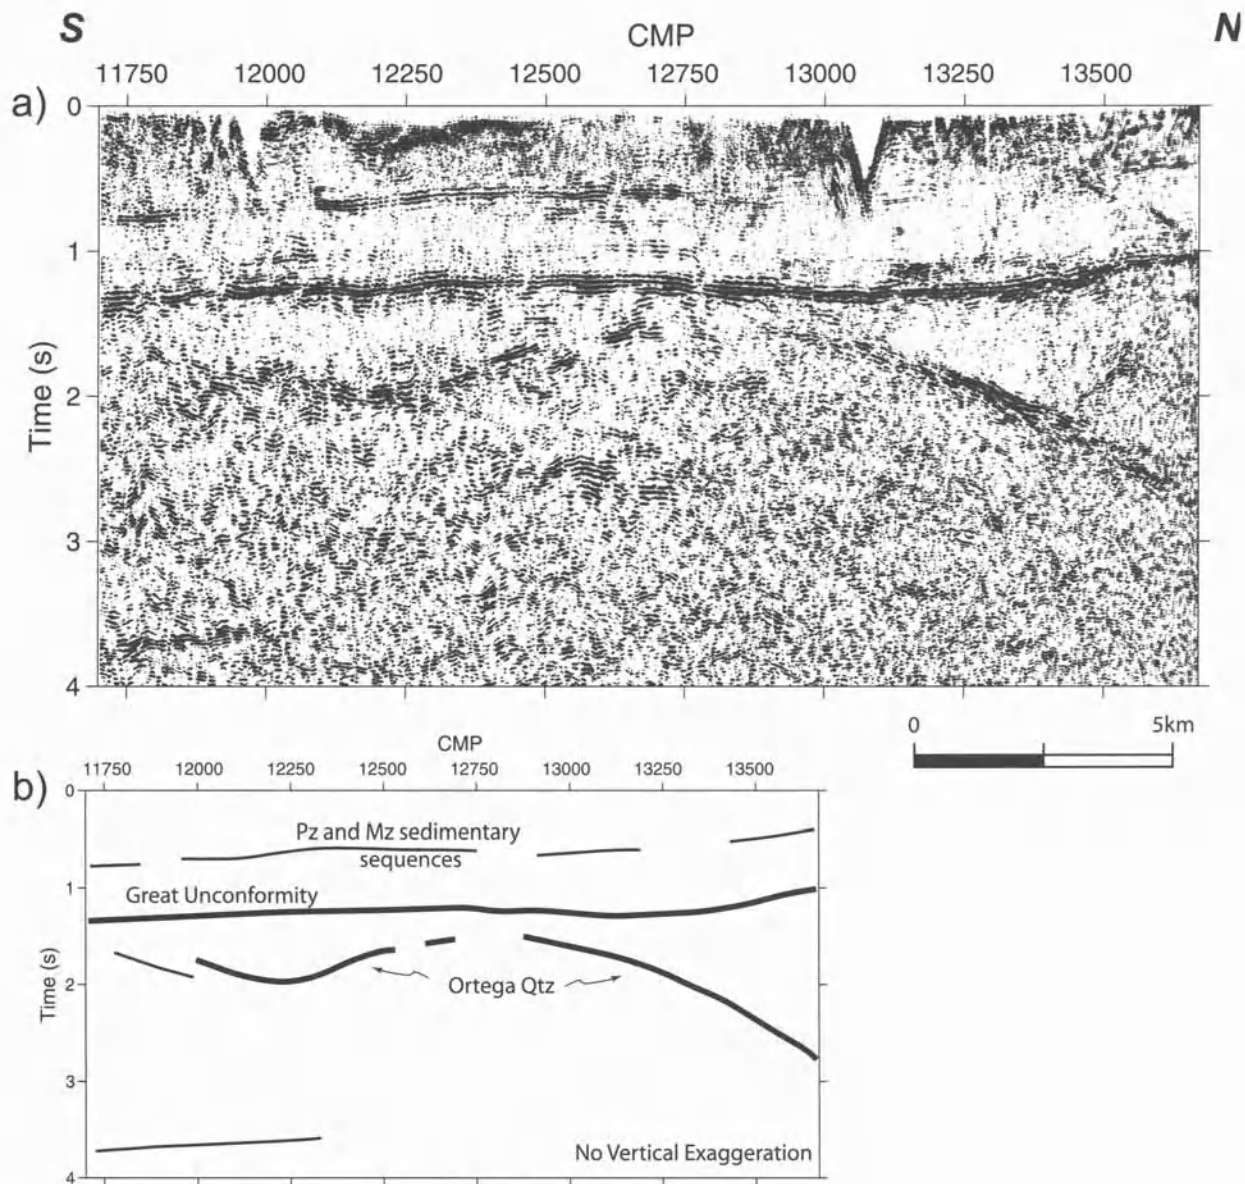 S CMP N
11750 12000 12250 12500 12750 13000 13250 13500
a) 0
1
2
3
4
Time (s)
0 5km
CMP
11750 12000 12250 12500 12750 13000 13250 13500
b) 0
1
2
3
4
Time (s)
Pz and Mz sedimentary
sequences
Great Unconformity
Ortega Qtz
No Vertical Exaggeration